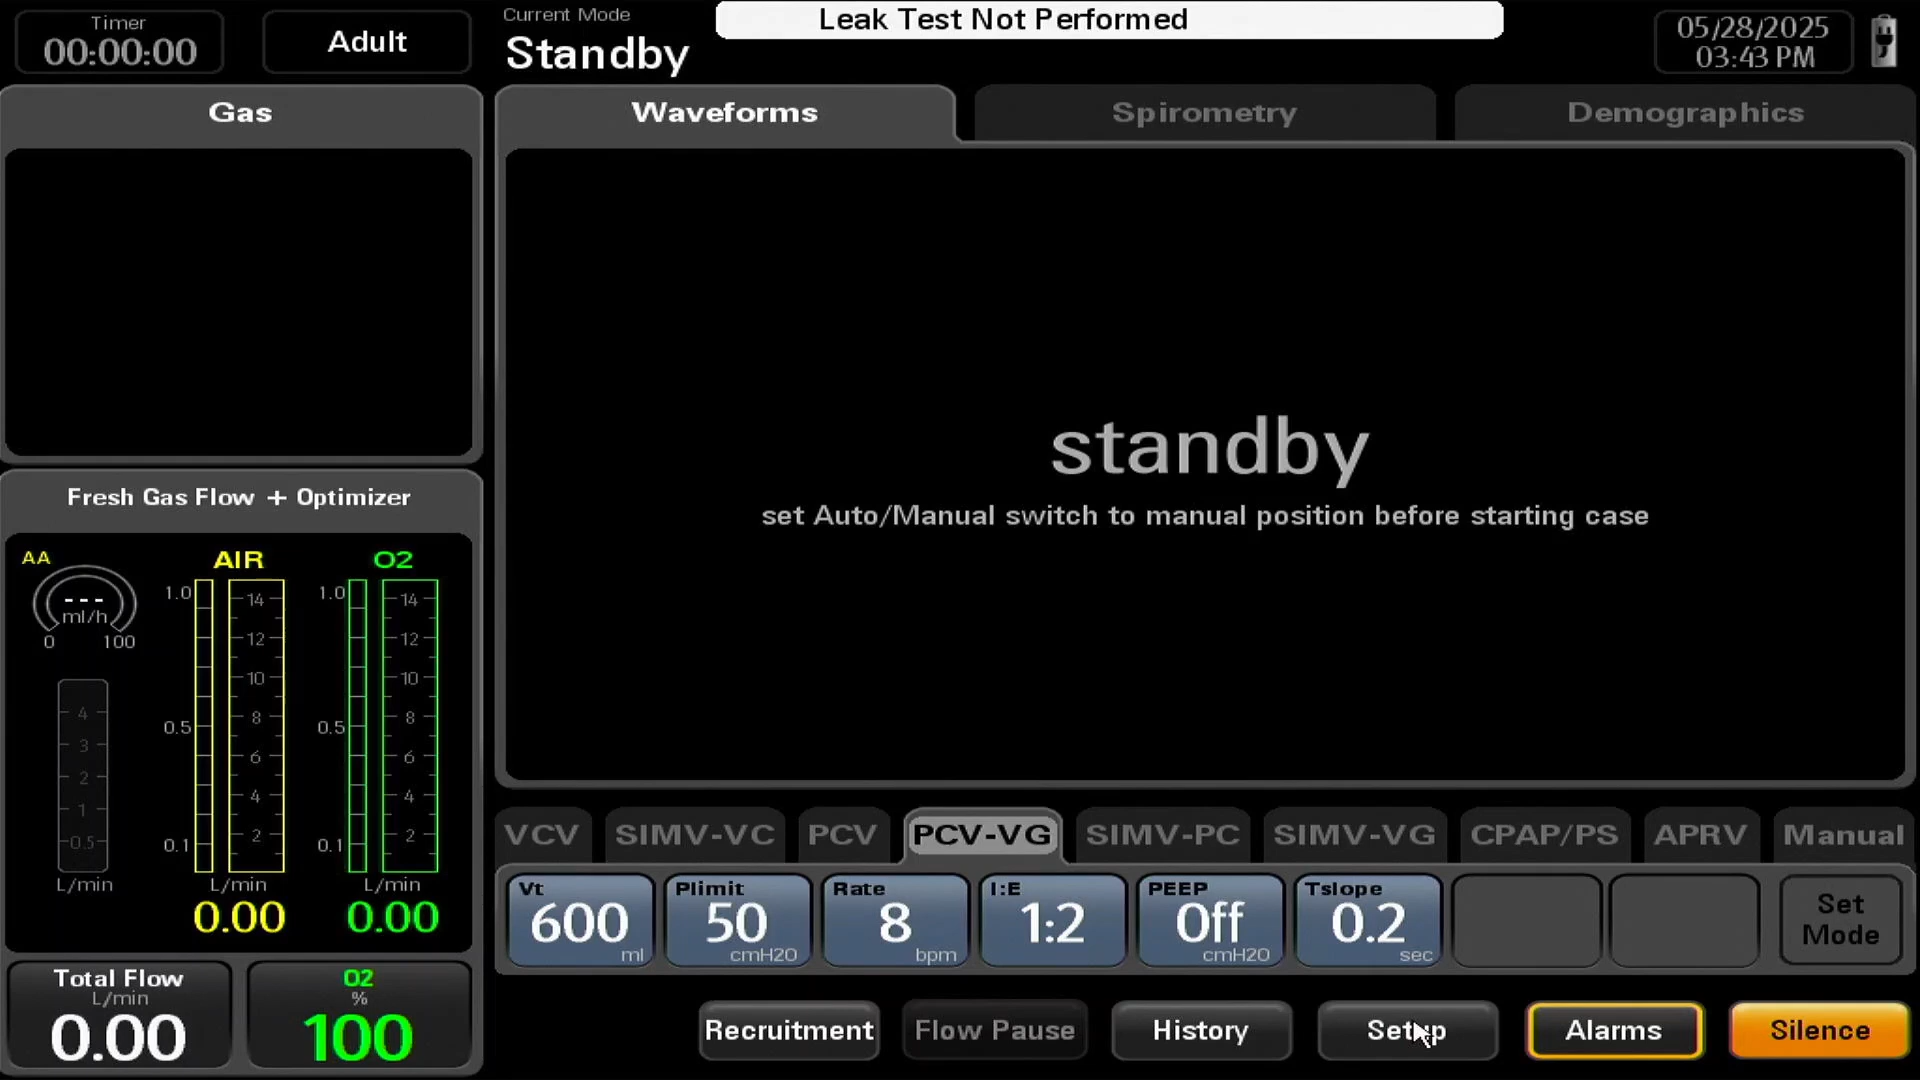 Timer
00:00:00
Adult
Current Mode
Standby
Leak Test Not Performed
05/28/2025
03:43 PM
Gas
Waveforms
Spirometry
Demographics
standby
set Auto/Manual switch to manual position before starting case
Fresh Gas Flow + Optimizer
AA
---
ml/h
0 100
4
3
2
1
0.5
L/min
AIR
1.0
0.5
0.1
14
12
10
8
6
4
2
L/min
0.00
O2
1.0
0.5
0.1
14
12
10
8
6
4
2
L/min
0.00
Total Flow
L/min
0.00
O2
%
100
VCV SIMV-VC PCV PCV-VG SIMV-PC SIMV-VG CPAP/PS APRV Manual
Vt
600
ml
Plimit
50
cmH2O
Rate
8
bpm
I:E
1:2
PEEP
Off
cmH2O
Tslope
0.2
sec
Set
Mode
Recruitment
Flow Pause
History
Setup
Alarms
Silence